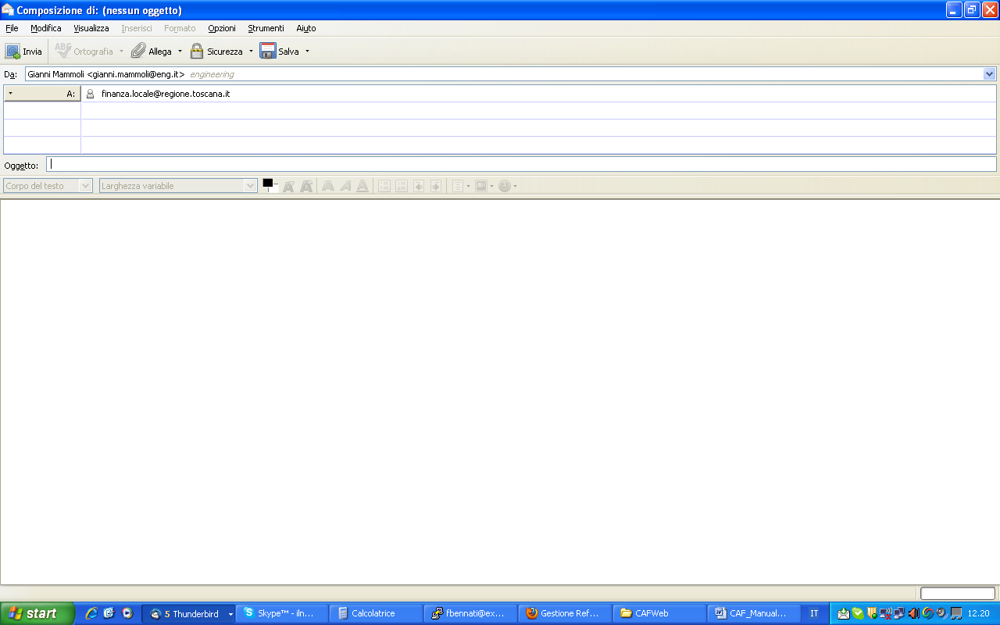 Composizione di: (nessun oggetto)
File Modifica Visualizza Inserisci Formato Opzioni Strumenti Aiuto
Invia ABC Ortografia Allega Sicurezza Salva
Da: Gianni Mammoli <gianni.mammoli@eng.it> engineering
A: finanza.locale@regione.toscana.it
Oggetto:
Corpo del testo Larghezza variabile
start 5 Thunderbird Skype™ - iln... Calcolatrice fbennati@ex... Gestione Ref... CAFWeb CAF_Manual... IT 12.20